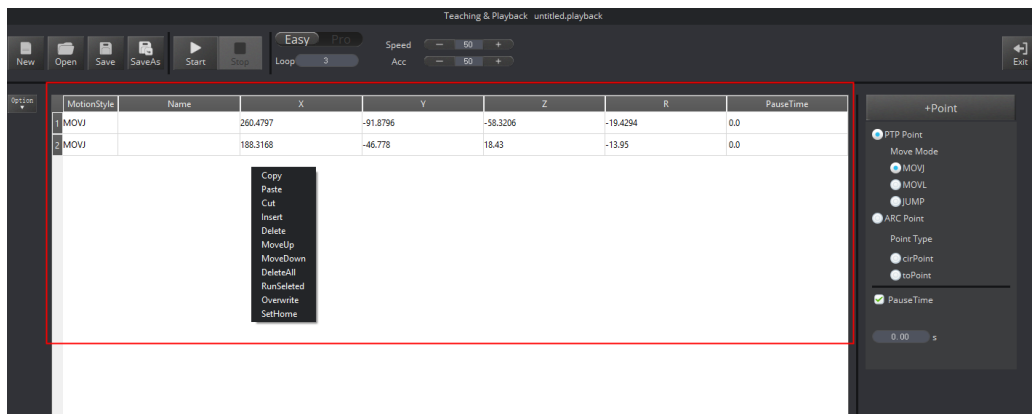 Teaching & Playback untitled.playback
New Open Save SaveAs Start Stop Easy Pro Loop 3 Speed − 50 + Acc − 50 + Exit
Option
MotionStyle Name X Y Z R PauseTime
1 MOVJ 260.4797 -91.8796 -58.3206 -19.4294 0.0
2 MOVJ 188.3168 -46.778 18.43 -13.95 0.0
Copy
Paste
Cut
Insert
Delete
MoveUp
MoveDown
DeleteAll
RunSeleted
Overwrite
SetHome
+Point
PTP Point
Move Mode
MOVJ
MOVL
JUMP
ARC Point
Point Type
cirPoint
toPoint
PauseTime
0.00 s